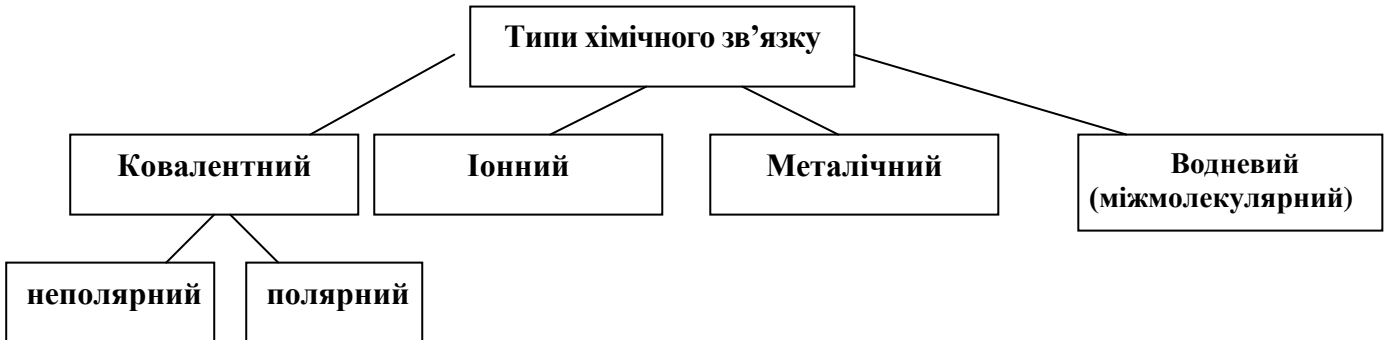 Типи хімічного зв’язку
Ковалентний
Іонний
Металічний
Водневий
(міжмолекулярний)
неполярний
полярний